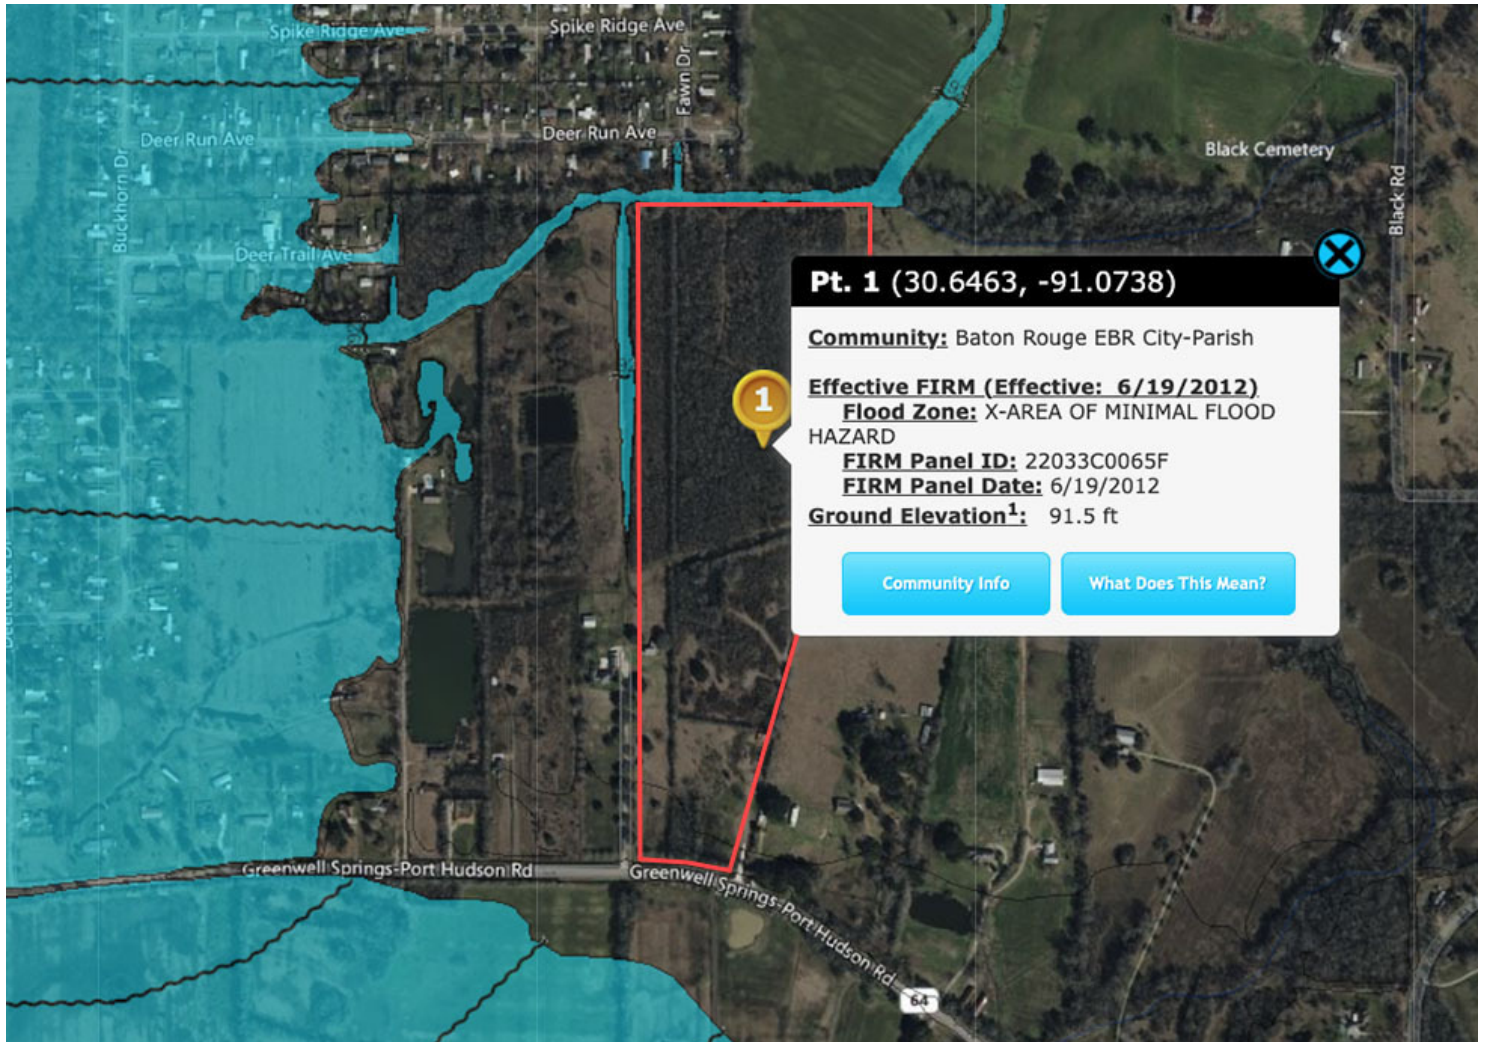 Spike Ridge Ave
Spike Ridge Ave
Fawn Dr
Deer Run Ave
Deer Run Ave
Buckhorn Dr
Black Cemetery
Black Rd
Deer Trail Ave
Pt. 1 (30.6463, -91.0738)
Community: Baton Rouge EBR City-Parish
Effective FIRM (Effective: 6/19/2012)
Flood Zone: X-AREA OF MINIMAL FLOOD
HAZARD
FIRM Panel ID: 22033C0065F
FIRM Panel Date: 6/19/2012
Ground Elevation1: 91.5 ft
Community Info
What Does This Mean?
1
Greenwell Springs-Port Hudson Rd
Greenwell Springs-Port Hudson Rd
64